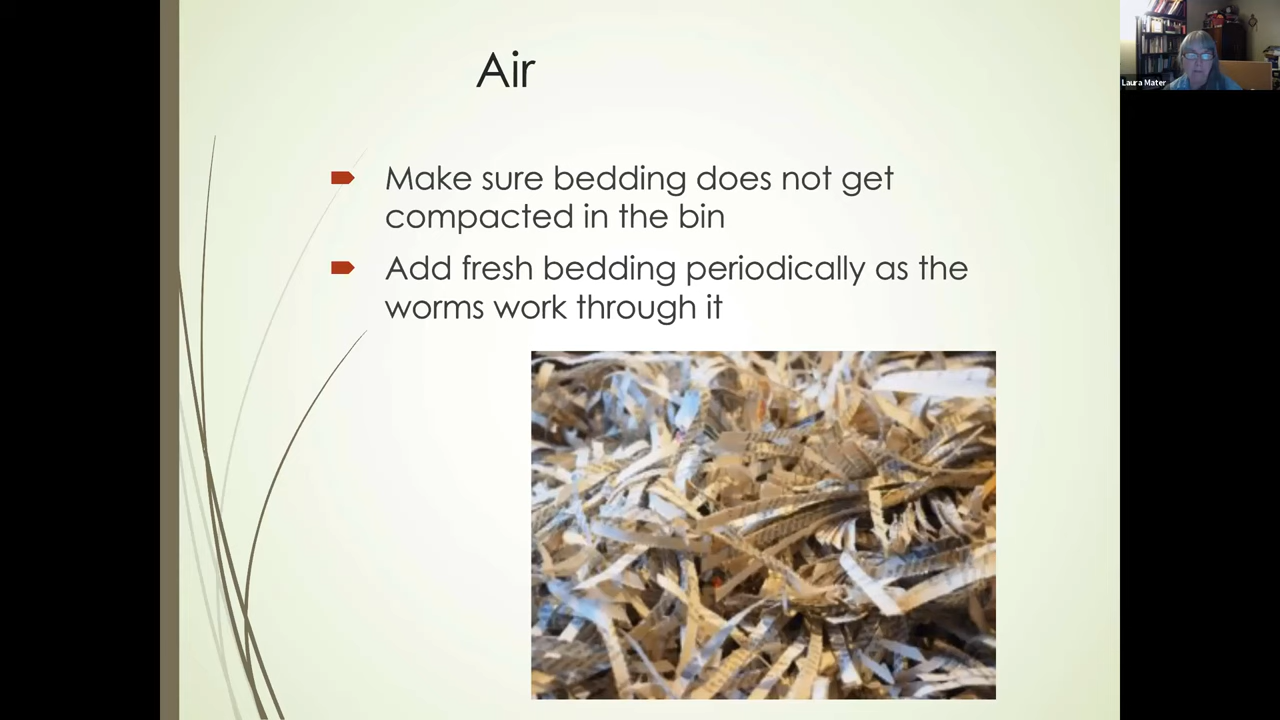 Air
Laura Mater
Make sure bedding does not get
compacted in the bin
Add fresh bedding periodically as the
worms work through it